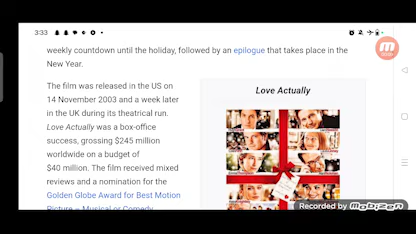 3:33
weekly countdown until the holiday, followed by an epilogue that takes place in the
New Year.
The film was released in the US on
14 November 2003 and a week later
in the UK during its theatrical run.
Love Actually was a box-office
success, grossing $245 million
worldwide on a budget of
$40 million. The film received mixed
reviews and a nomination for the
Golden Globe Award for Best Motion
Picture – Musical or Comedy
Love Actually
Recorded by mobizen